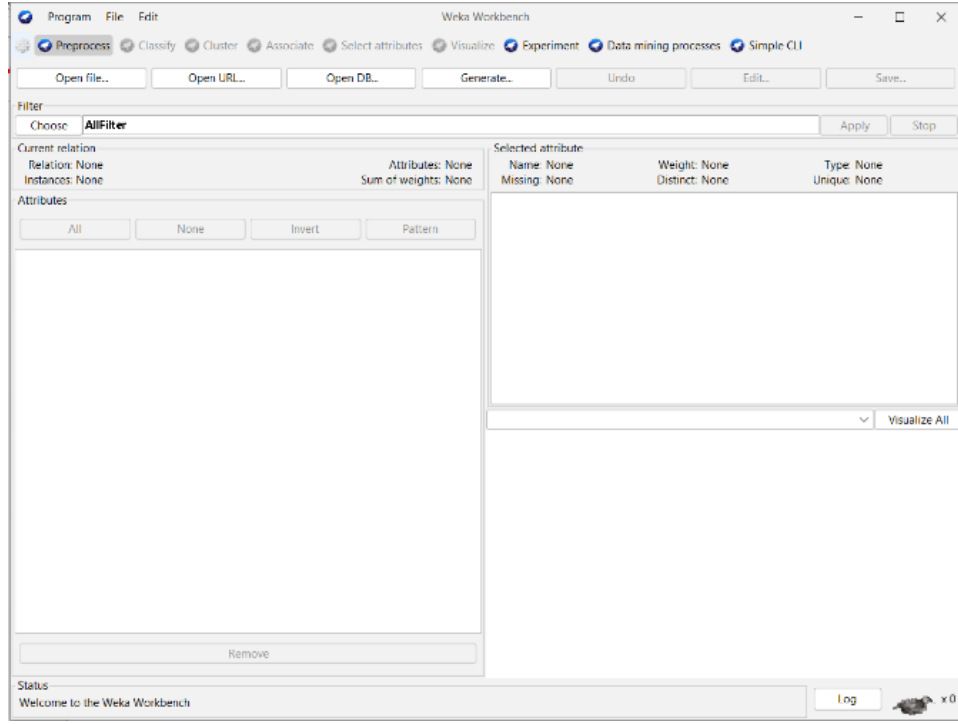 Program File Edit Weka Workbench
Preprocess Classify Cluster Associate Select attributes Visualize Experiment Data mining processes Simple CLI
Open file... Open URL... Open DB... Generate... Undo Edit... Save...
Filter
Choose AllFilter Apply Stop
Current relation
Relation: None Attributes: None
Instances: None Sum of weights: None
Selected attribute
Name: None Weight: None Type: None
Missing: None Distinct: None Unique: None
Attributes
All None Invert Pattern
Visualize All
Remove
Status
Welcome to the Weka Workbench
Log x 0